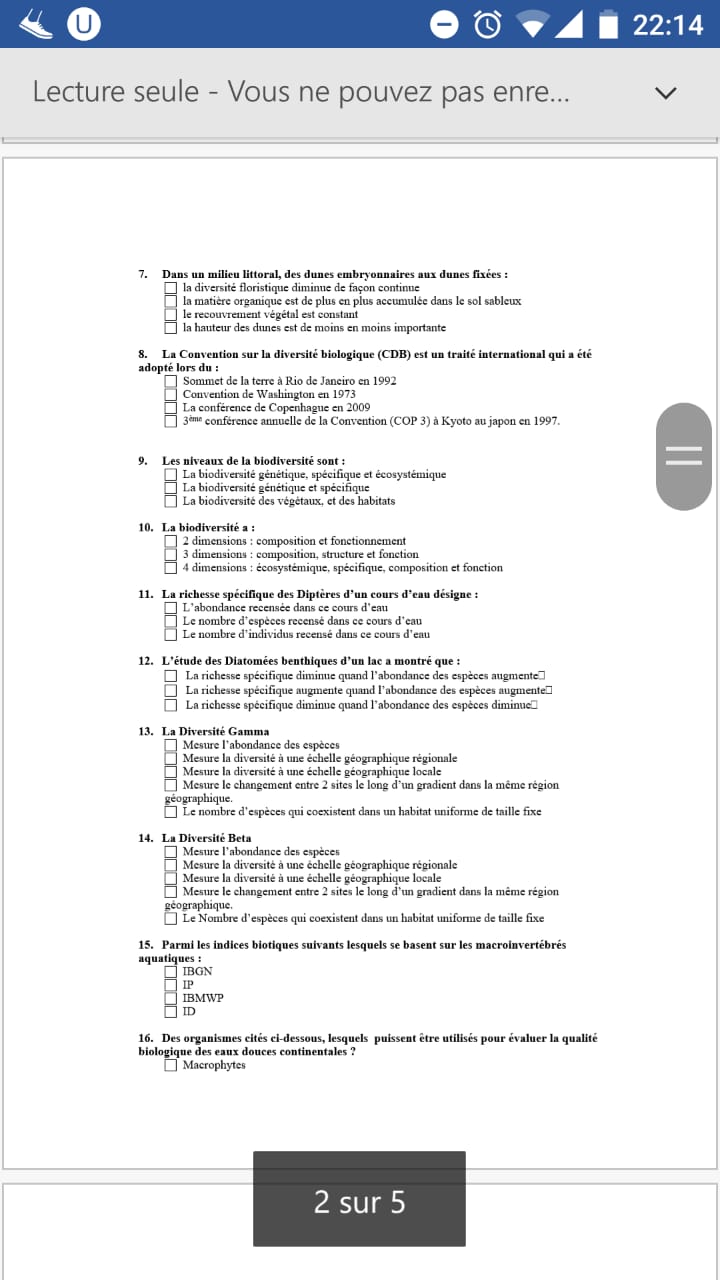 U 22:14
Lecture seule - Vous ne pouvez pas enre...
7. Dans un milieu littoral, des dunes embryonnaires aux dunes fixées :
la diversité floristique diminue de façon continue
la matière organique est de plus en plus accumulée dans le sol sableux
le recouvrement végétal est constant
la hauteur des dunes est de moins en moins importante
8. La Convention sur la diversité biologique (CDB) est un traité international qui a été
adopté lors du :
Sommet de la terre à Rio de Janeiro en 1992
Convention de Washington en 1973
La conférence de Copenhague en 2009
3ème conférence annuelle de la Convention (COP 3) à Kyoto au japon en 1997.
9. Les niveaux de la biodiversité sont :
La biodiversité génétique, spécifique et écosystémique
La biodiversité génétique et spécifique
La biodiversité des végétaux, et des habitats
10. La biodiversité a :
2 dimensions : composition et fonctionnement
3 dimensions : composition, structure et fonction
4 dimensions : écosystémique, spécifique, composition et fonction
11. La richesse spécifique des Diptères d'un cours d'eau désigne :
L'abondance recensée dans ce cours d'eau
Le nombre d'espèces recensé dans ce cours d'eau
Le nombre d'individus recensé dans ce cours d'eau
12. L'étude des Diatomées benthiques d'un lac a montré que :
La richesse spécifique diminue quand l'abondance des espèces augmente
La richesse spécifique augmente quand l'abondance des espèces augmente
La richesse spécifique diminue quand l'abondance des espèces diminue
13. La Diversité Gamma
Mesure l'abondance des espèces
Mesure la diversité à une échelle géographique régionale
Mesure la diversité à une échelle géographique locale
Mesure le changement entre 2 sites le long d'un gradient dans la même région
géographique.
Le nombre d'espèces qui coexistent dans un habitat uniforme de taille fixe
14. La Diversité Beta
Mesure l'abondance des espèces
Mesure la diversité à une échelle géographique régionale
Mesure la diversité à une échelle géographique locale
Mesure le changement entre 2 sites le long d'un gradient dans la même région
géographique.
Le Nombre d'espèces qui coexistent dans un habitat uniforme de taille fixe
15. Parmi les indices biotiques suivants lesquels se basent sur les macroinvertébrés
aquatiques :
IBGN
IP
IBMWP
ID
16. Des organismes cités ci-dessous, lesquels puissent être utilisés pour évaluer la qualité
biologique des eaux douces continentales ?
Macrophytes
2 sur 5